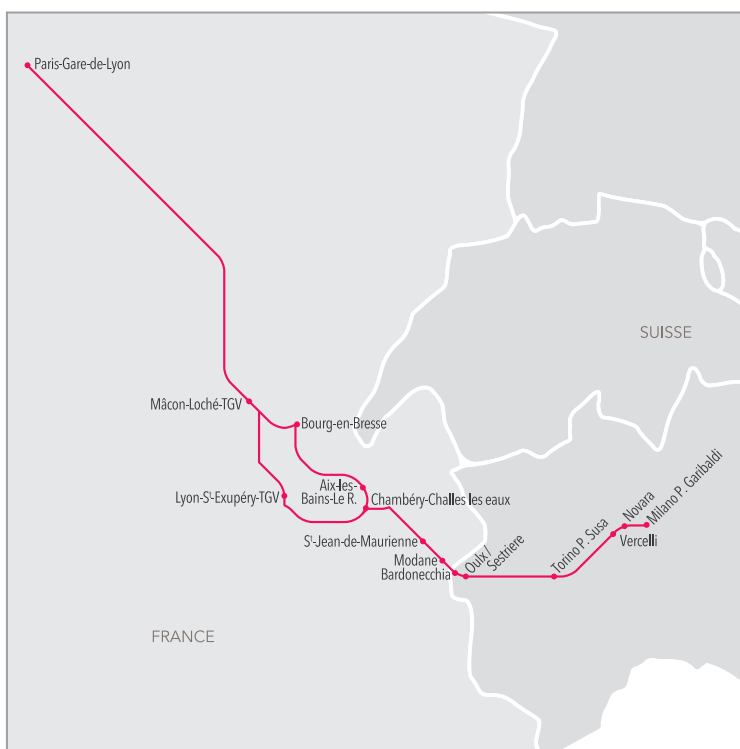 Paris-Gare-de-Lyon
SUISSE
Mâcon-Loché-TGV
Bourg-en-Bresse
Aix-les-
Bains-Le R.
Lyon-St-Exupéry-TGV
Chambéry-Challes les eaux
St-Jean-de-Maurienne
Modane
Bardonecchia
Oulx /
Sestriere
Torino P. Susa
Vercelli
Novara
Milano P. Garibaldi
FRANCE